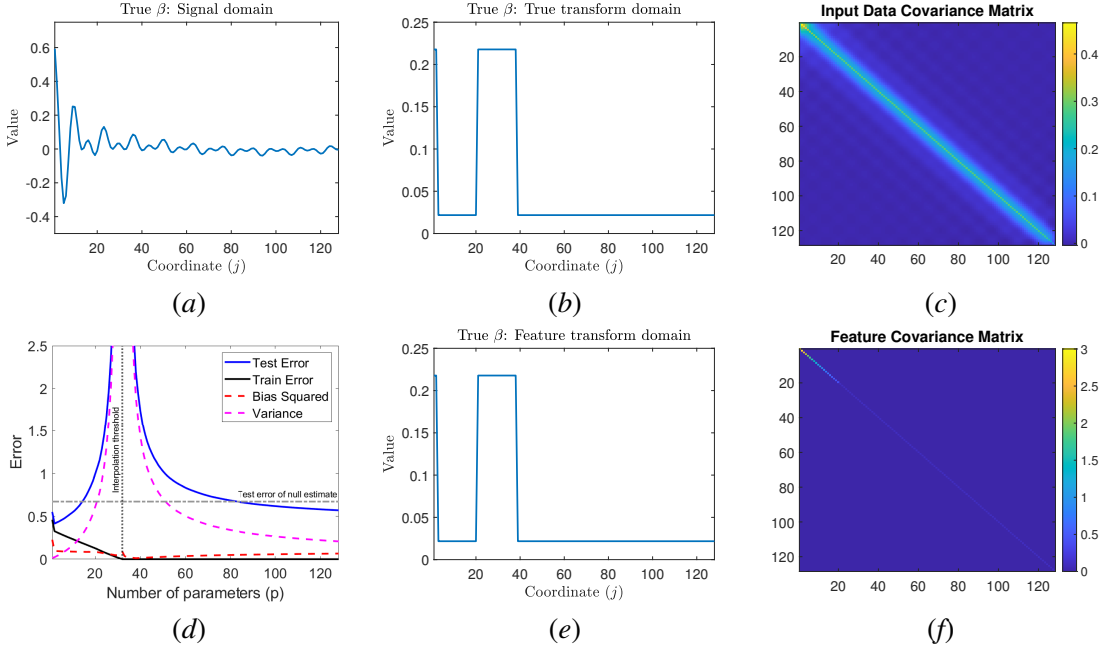 True β: Signal domain
0.6
0.4
0.2
0
-0.2
-0.4
Value
20 40 60 80 100 120
Coordinate (j)
(a)
True β: True transform domain
0.25
0.2
0.15
0.1
0.05
0
Value
20 40 60 80 100 120
Coordinate (j)
(b)
Input Data Covariance Matrix
20
40
60
80
100
120
20 40 60 80 100 120
0.4
0.3
0.2
0.1
0
(c)
2.5
2
1.5
1
0.5
0
Error
Test Error
Train Error
Bias Squared
Variance
Interpolation threshold
Test error of null estimate
20 40 60 80 100 120
Number of parameters (p)
(d)
True β: Feature transform domain
0.25
0.2
0.15
0.1
0.05
0
Value
20 40 60 80 100 120
Coordinate (j)
(e)
Feature Covariance Matrix
20
40
60
80
100
120
20 40 60 80 100 120
3
2.5
2
1.5
1
0.5
0
(f)